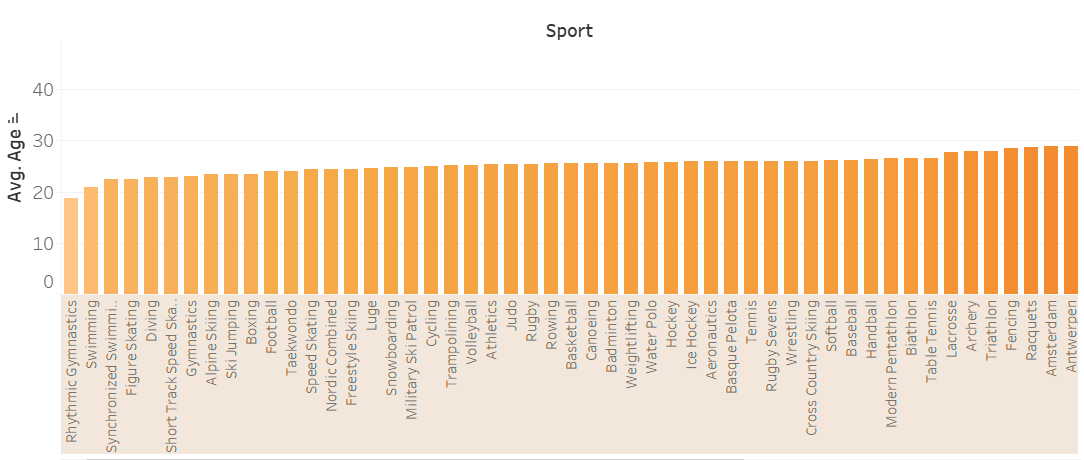 Sport
Avg. Age
40
30
20
10
0
Rhythmic Gymnastics
Swimming
Synchronized Swimmi..
Figure Skating
Diving
Short Track Speed Ska..
Gymnastics
Alpine Skiing
Ski Jumping
Boxing
Football
Taekwondo
Speed Skating
Nordic Combined
Freestyle Skiing
Luge
Snowboarding
Military Ski Patrol
Cycling
Trampolining
Volleyball
Athletics
Judo
Rugby
Rowing
Basketball
Canoeing
Badminton
Weightlifting
Water Polo
Hockey
Ice Hockey
Aeronautics
Basque Pelota
Tennis
Rugby Sevens
Wrestling
Cross Country Skiing
Softball
Baseball
Handball
Modern Pentathlon
Biathlon
Table Tennis
Lacrosse
Archery
Triathlon
Fencing
Racquets
Amsterdam
Antwerpen